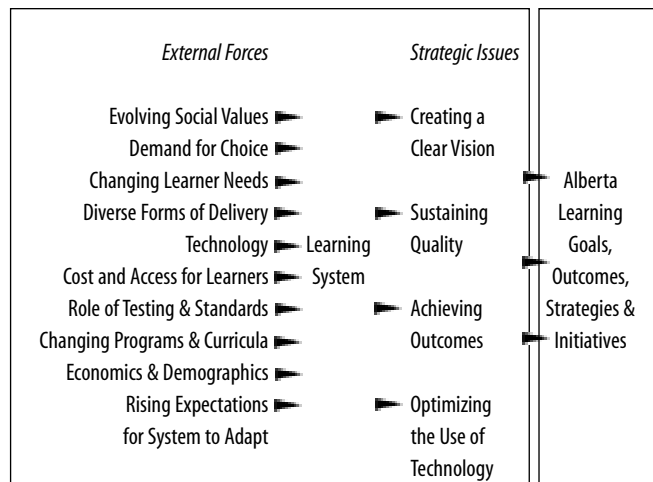 External Forces
Strategic Issues
Evolving Social Values
Demand for Choice
Changing Learner Needs
Diverse Forms of Delivery
Technology
Cost and Access for Learners
Role of Testing & Standards
Changing Programs & Curricula
Economics & Demographics
Rising Expectations
for System to Adapt
Learning
System
Creating a
Clear Vision
Sustaining
Quality
Achieving
Outcomes
Optimizing
the Use of
Technology
Alberta
Learning
Goals,
Outcomes,
Strategies &
Initiatives